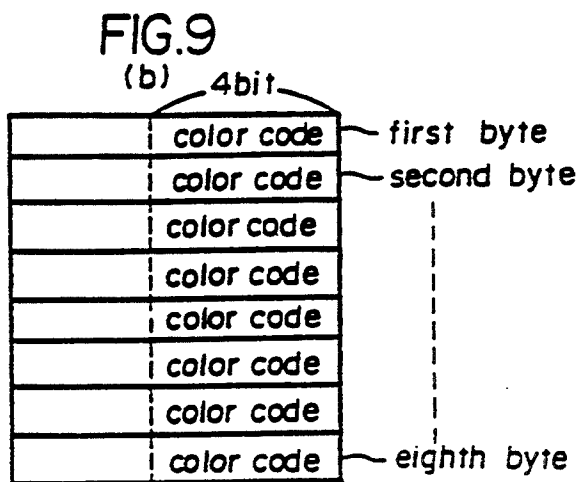 FIG.9
(b) 4bit
color code first byte
color code second byte
color code
color code
color code
color code
color code
color code eighth byte